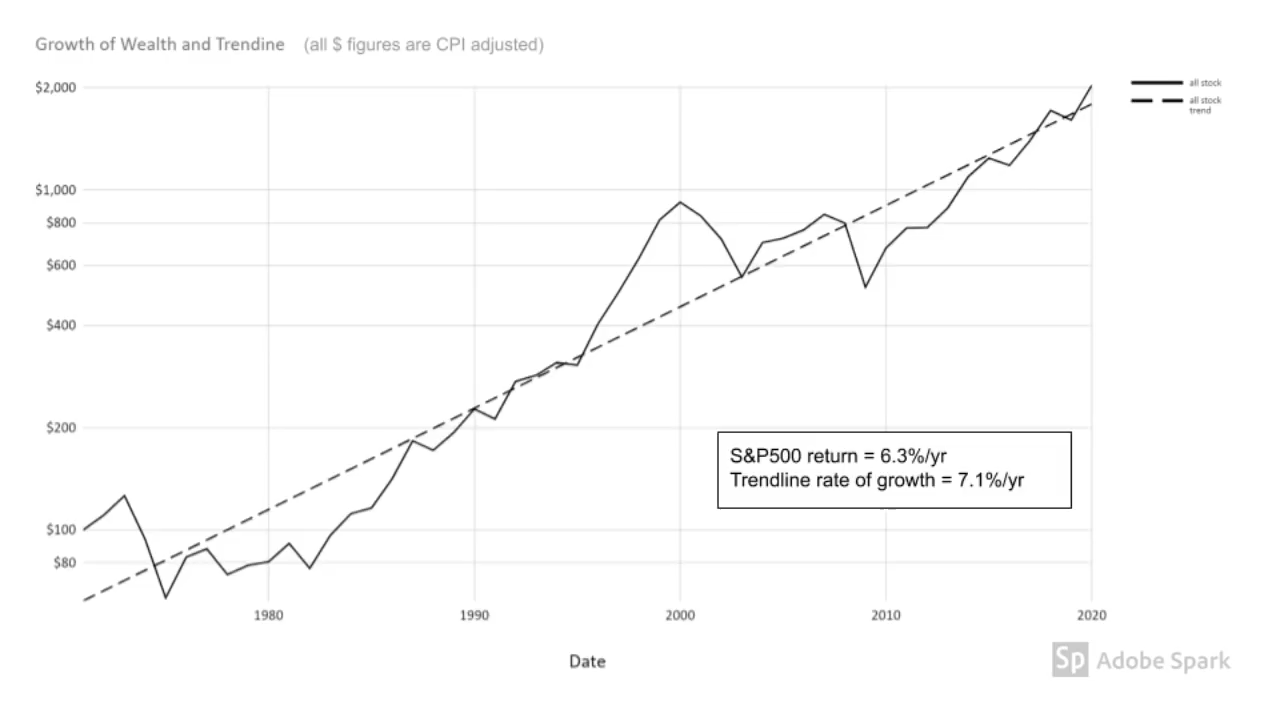 Growth of Wealth and Trendine (all $ figures are CPI adjusted)
$2,000
all stock
all stock
trend
$1,000
$800
$600
$400
$200
S&P500 return = 6.3%/yr
Trendline rate of growth = 7.1%/yr
$100
$80
1980 1990 2000 2010 2020
Date
Sp Adobe Spark